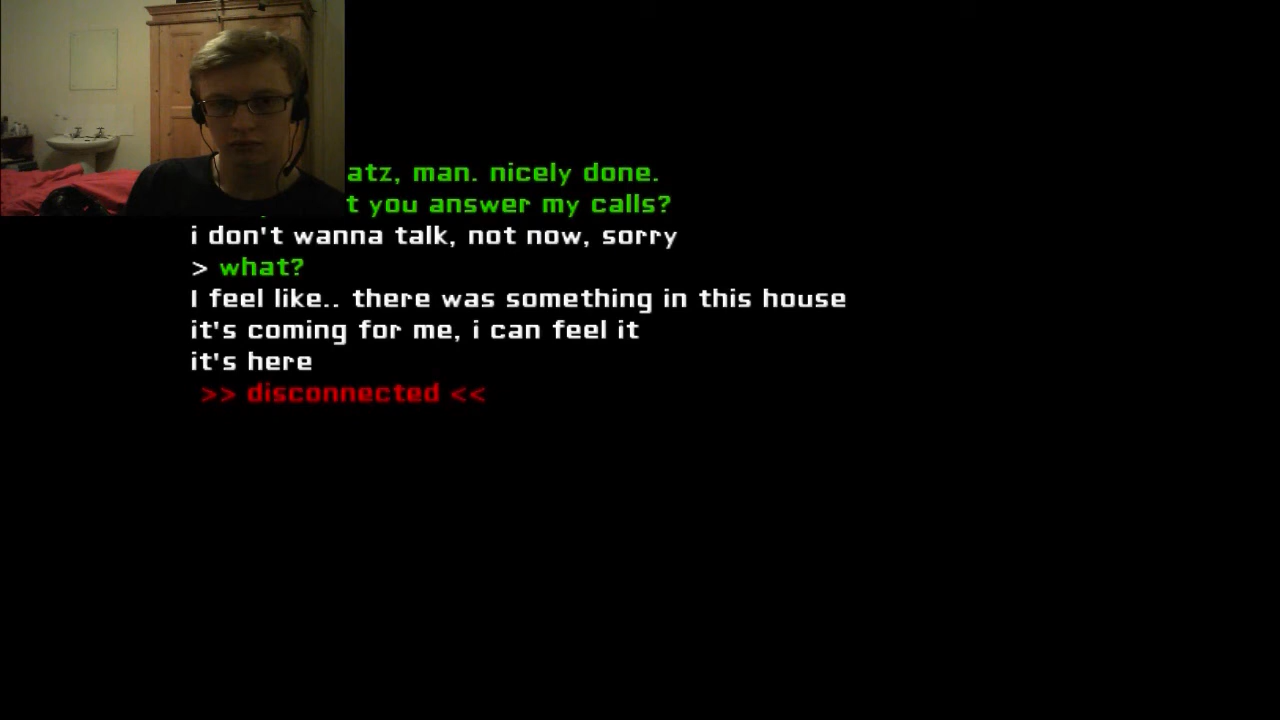 atz, man. nicely done.
t you answer my calls?
i don't wanna talk, not now, sorry
> what?
I feel like.. there was something in this house
it's coming for me, i can feel it
it's here
>> disconnected <<